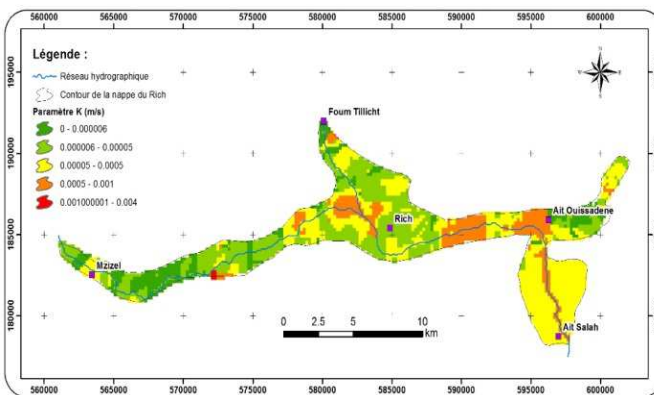 560000 565000 570000 575000 580000 585000 590000 595000 600000
Légende :
Réseau hydrographique
Contour de la nappe du Rich
Paramètre K (m/s)
0 - 0.000006
0.000006 - 0.00005
0.00005 - 0.0005
0.0005 - 0.001
0.001000001 - 0.004
195000
190000
185000
180000
N
Foum Tillicht
Ait Ouissadene
Rich
Mzizel
Ait Salah
0 2.5 5 10
km
560000 565000 570000 575000 580000 585000 590000 595000 600000